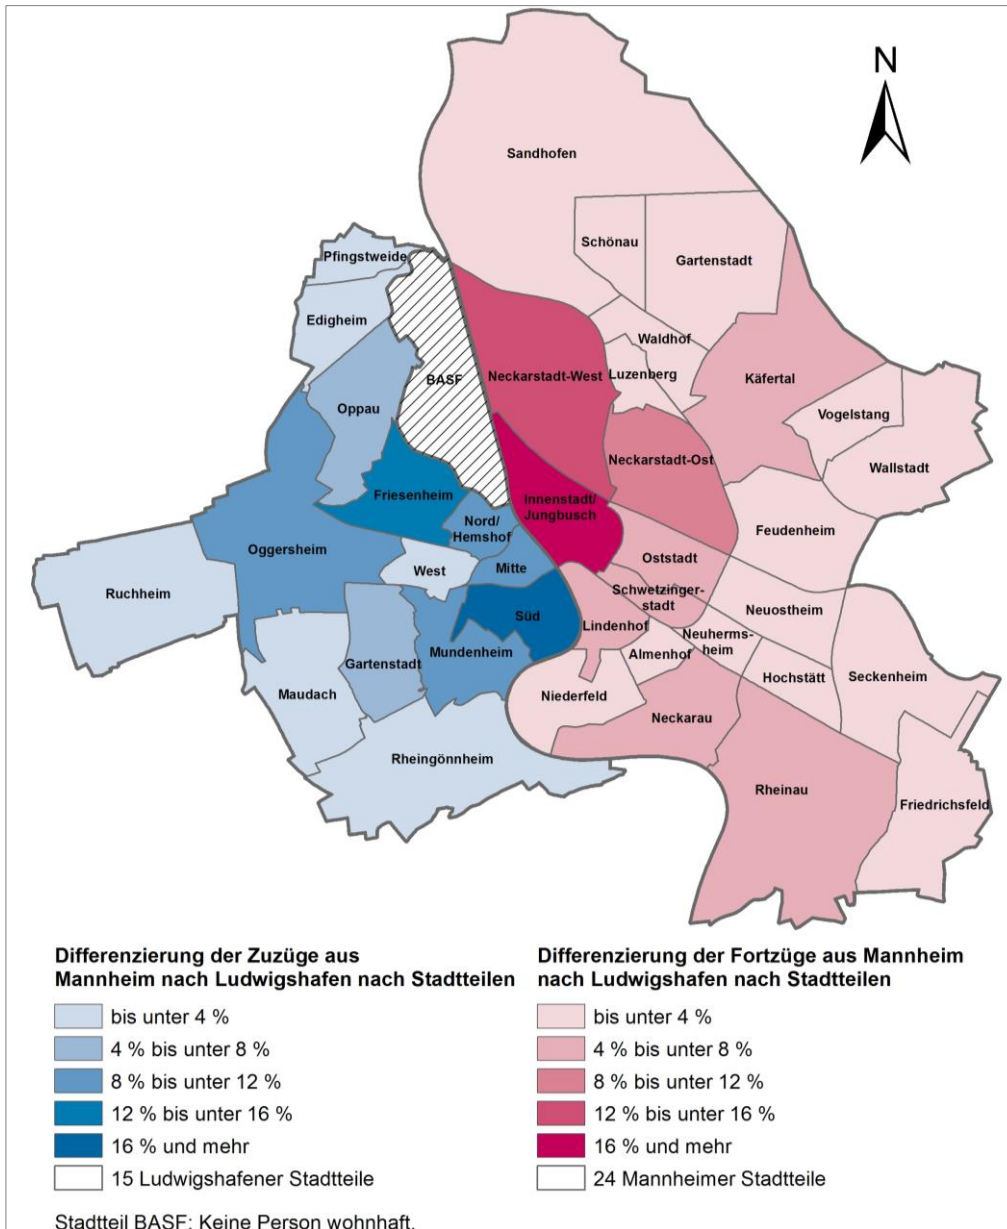 N
Sandhofen
Schönau
Gartenstadt
Pfingstweide
Edigheim
Waldhof
BASF
Neckarstadt-West
Luzenberg
Käfertal
Oppau
Vogelstang
Neckarstadt-Ost
Wallstadt
Friesenheim
Innenstadt/
Jungbusch
Nord/
Hemshof
Feudenheim
Oggersheim
Oststadt
West
Mitte
Ruchheim
Schwetzinger-
stadt
Neuostheim
Süd
Lindenhof
Neuherms-
heim
Mundenheim
Almenhof
Gartenstadt
Hochstätt
Seckenheim
Maudach
Niederfeld
Neckarau
Rheingönnheim
Rheinau
Friedrichsfeld
Differenzierung der Zuzüge aus
Mannheim nach Ludwigshafen nach Stadtteilen
bis unter 4 %
4 % bis unter 8 %
8 % bis unter 12 %
12 % bis unter 16 %
16 % und mehr
15 Ludwigshafener Stadtteile
Differenzierung der Fortzüge aus Mannheim
nach Ludwigshafen nach Stadtteilen
bis unter 4 %
4 % bis unter 8 %
8 % bis unter 12 %
12 % bis unter 16 %
16 % und mehr
24 Mannheimer Stadtteile
Stadtteil BASF: Keine Person wohnhaft.